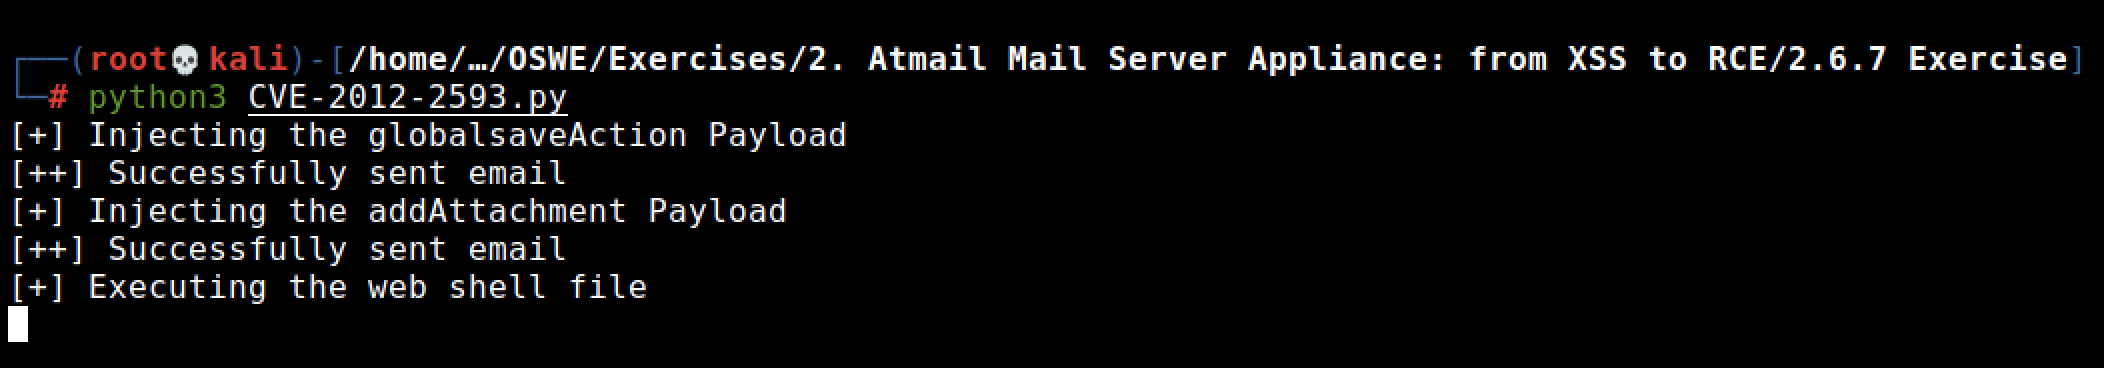 ┌──(root💀kali)-[/home/…/OSWE/Exercises/2. Atmail Mail Server Appliance: from XSS to RCE/2.6.7 Exercise]
└─# python3 CVE-2012-2593.py
[+] Injecting the globalsaveAction Payload
[++] Successfully sent email
[+] Injecting the addAttachment Payload
[++] Successfully sent email
[+] Executing the web shell file